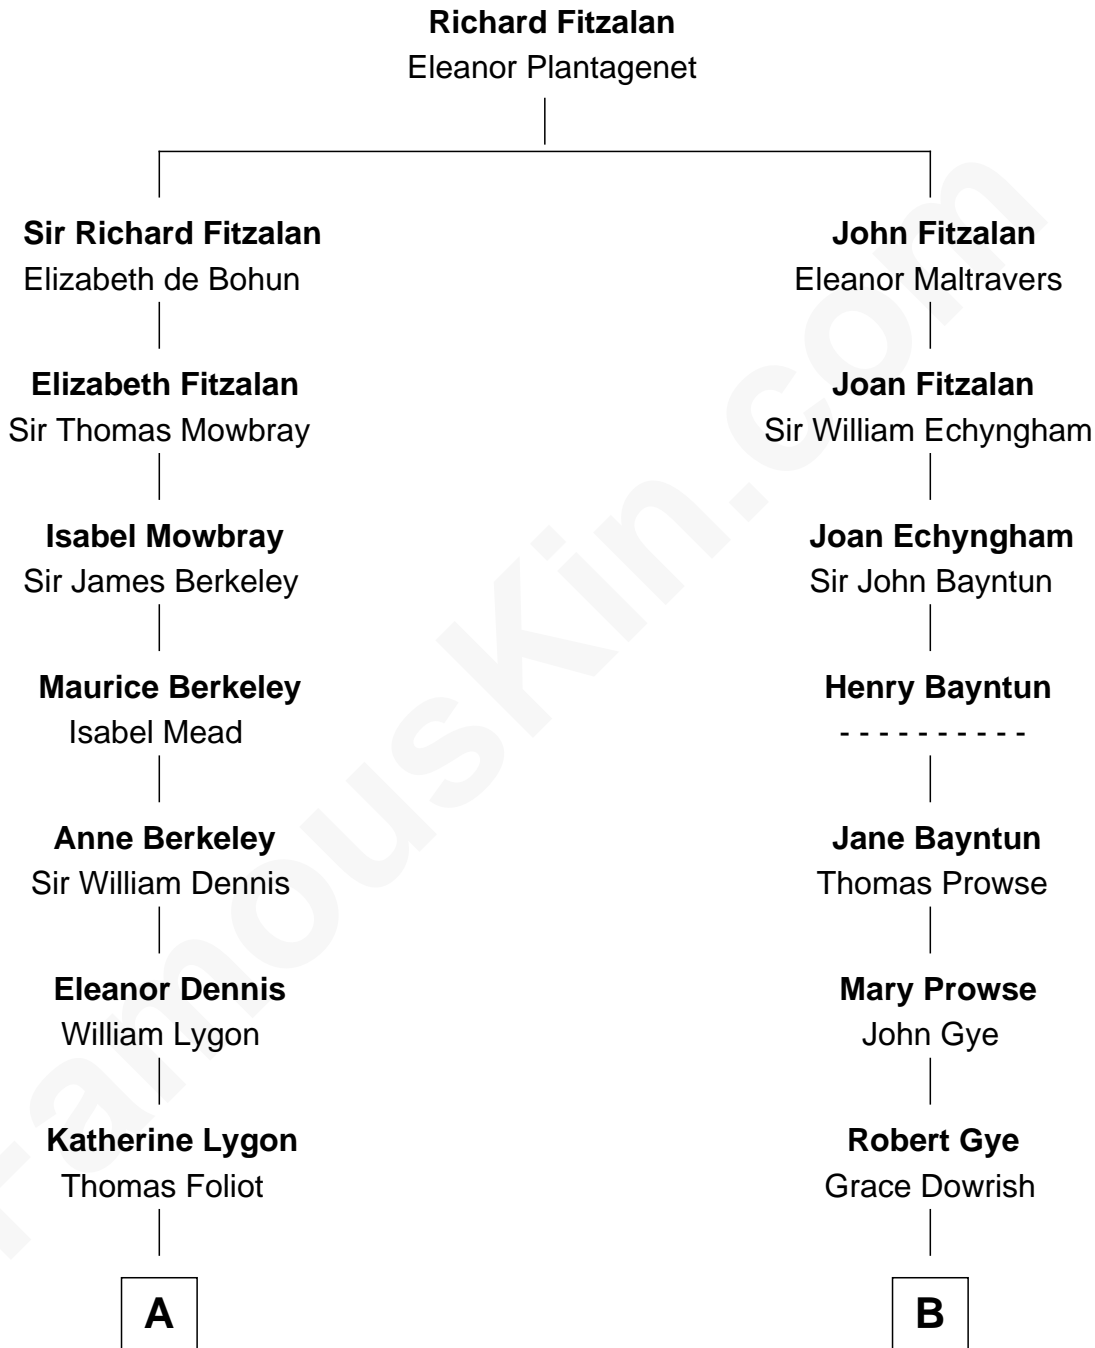 Richard Fitzalan
Eleanor Plantagenet
Sir Richard Fitzalan
Elizabeth de Bohun
John Fitzalan
Eleanor Maltravers
Elizabeth Fitzalan
Sir Thomas Mowbray
Joan Fitzalan
Sir William Echyngham
Isabel Mowbray
Sir James Berkeley
Joan Echyngham
Sir John Bayntun
Maurice Berkeley
Isabel Mead
Henry Bayntun
- - - - - - - - - -
Anne Berkeley
Sir William Dennis
Jane Bayntun
Thomas Prowse
Eleanor Dennis
William Lygon
Mary Prowse
John Gye
Katherine Lygon
Thomas Foliot
Robert Gye
Grace Dowrish
A
B
FamousKin.com